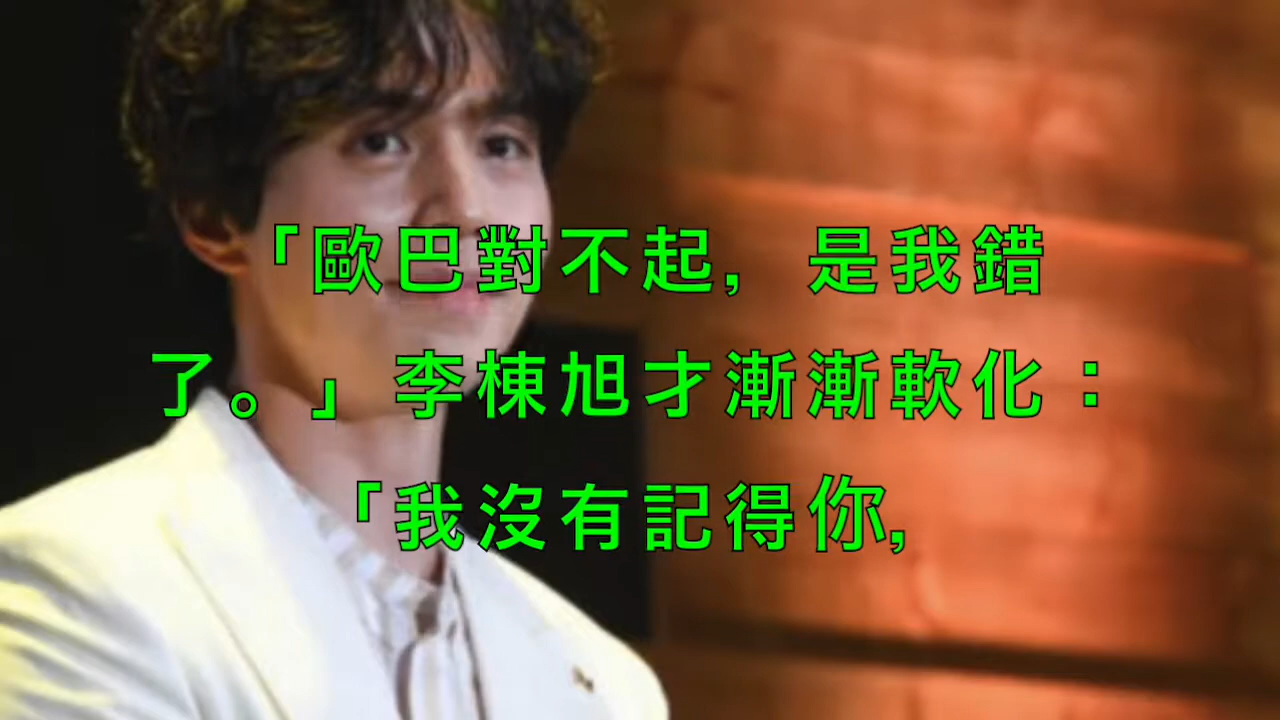 「歐巴對不起，是我錯
了。」李棟旭才漸漸軟化：
「我沒有記得你，